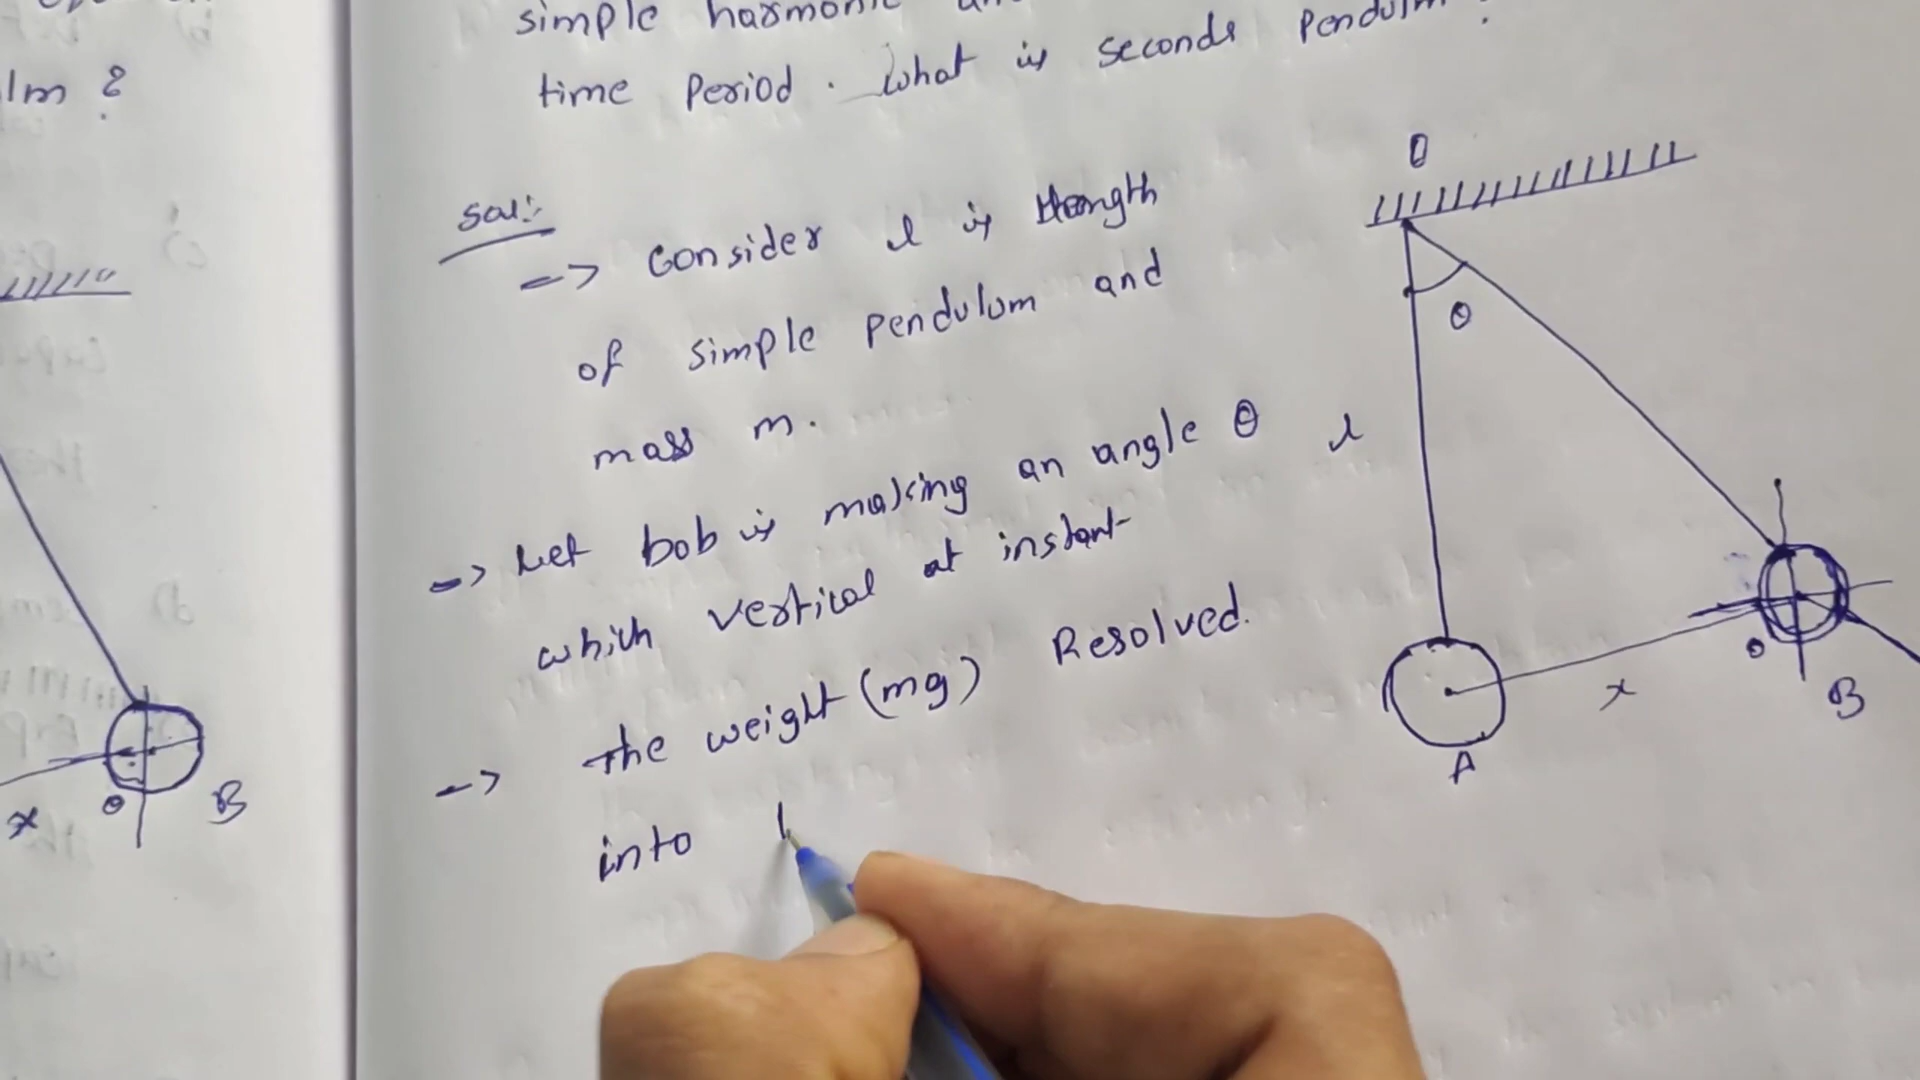 lm ?
simple harmonic
time Period. What is seconds Pendulm?
Sol:
-> Consider l is length
of simple pendulum and
mass m.
-> Let bob is making an angle θ
which vertical at instant
-> The weight (mg) Resolved.
into
O
θ
l
x
A
θ
B
x
θ
B